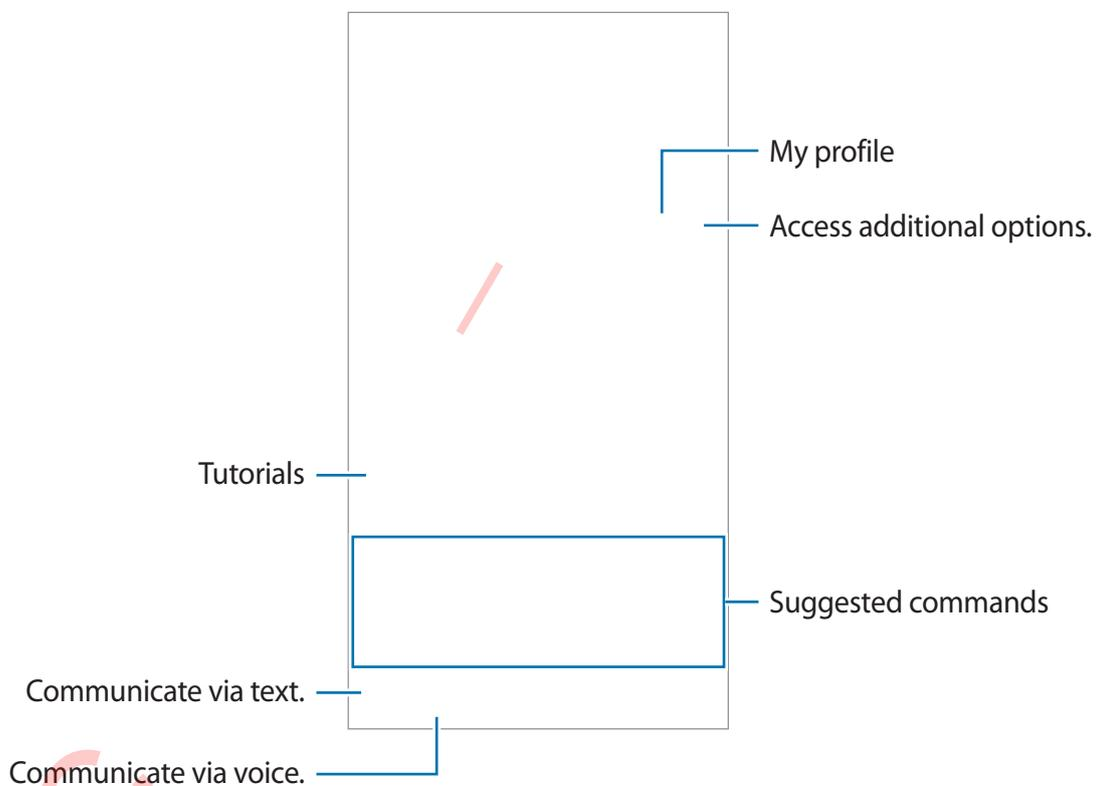 My profile
Access additional options.
Tutorials
Suggested commands
Communicate via text.
Communicate via voice.